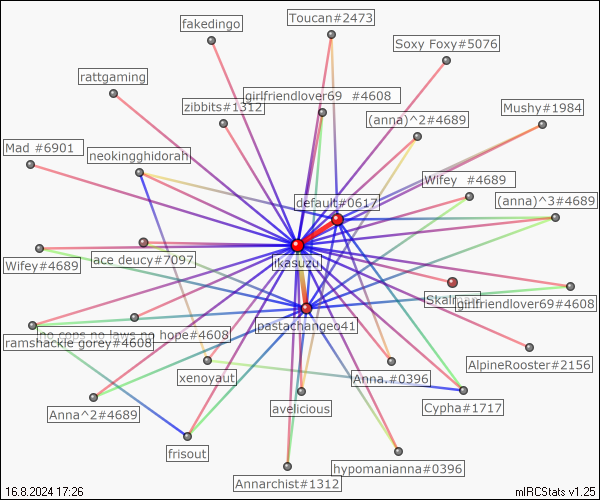 fakedingo
Toucan#2473
Soxy Foxy#5076
rattgaming
girlfriendlover69 #4608
zibbits#1312
Mushy#1984
(anna)^2#4689
Mad #6901
neokingghidorah
Wifey #4689
default#0617
(anna)^3#4689
Wifey#4689
ace deucy#7097
likasuzu
girlfriendlover69#4608
pastachange41
no cops no laws no hope#4608
ramshackle gorey#4608
AlpineRooster#2156
xenoyaut
Anna.#0396
Anna^2#4689
avelicious
Cypha#1717
frisout
hypomanianna#0396
Annarchist#1312
16.8.2024 17:26
mIRCStats v1.25